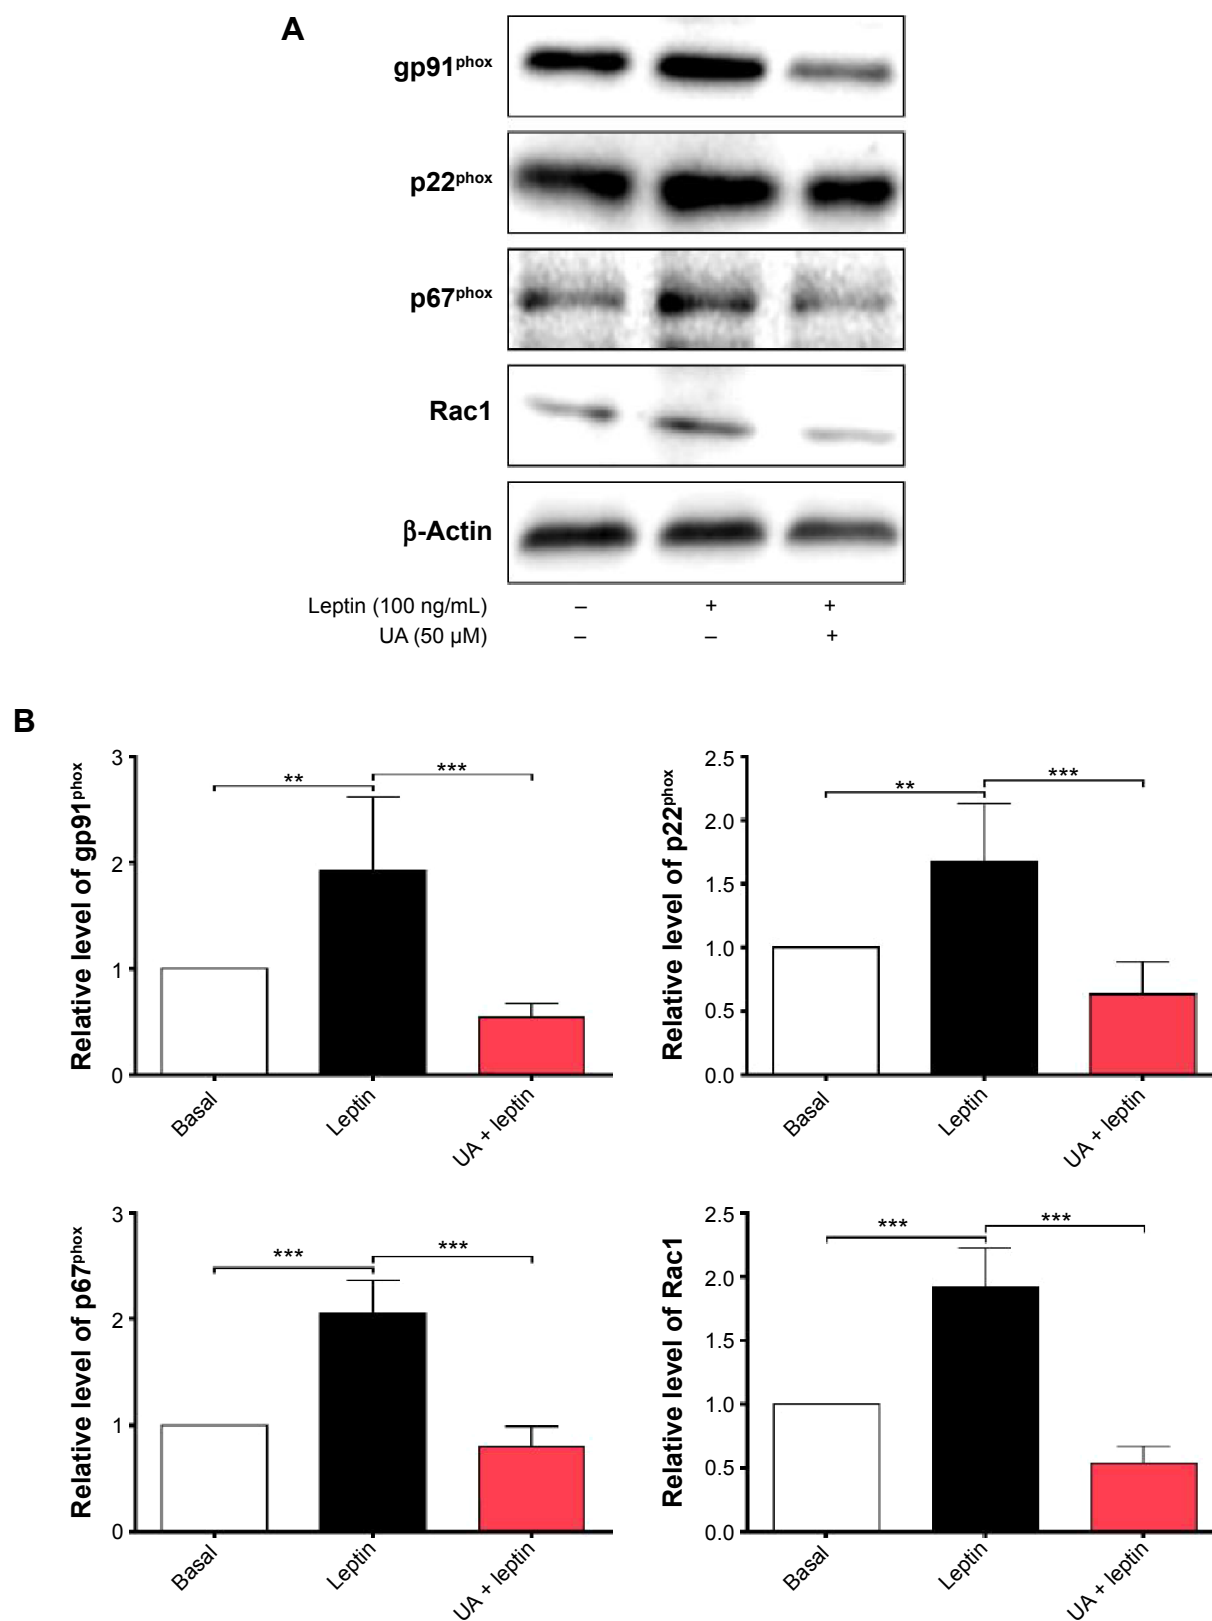 A
gp91phox
p22phox
p67phox
Rac1
β-Actin
Leptin (100 ng/mL) – + +
UA (50 μM) – – +
B
Relative level of gp91phox
3
2
1
0
** ***
Basal Leptin UA + leptin
Relative level of p22phox
2.5
2.0
1.5
1.0
0.5
0.0
** ***
Basal Leptin UA + leptin
Relative level of p67phox
3
2
1
0
*** ***
Basal Leptin UA + leptin
Relative level of Rac1
2.5
2.0
1.5
1.0
0.5
0.0
*** ***
Basal Leptin UA + leptin